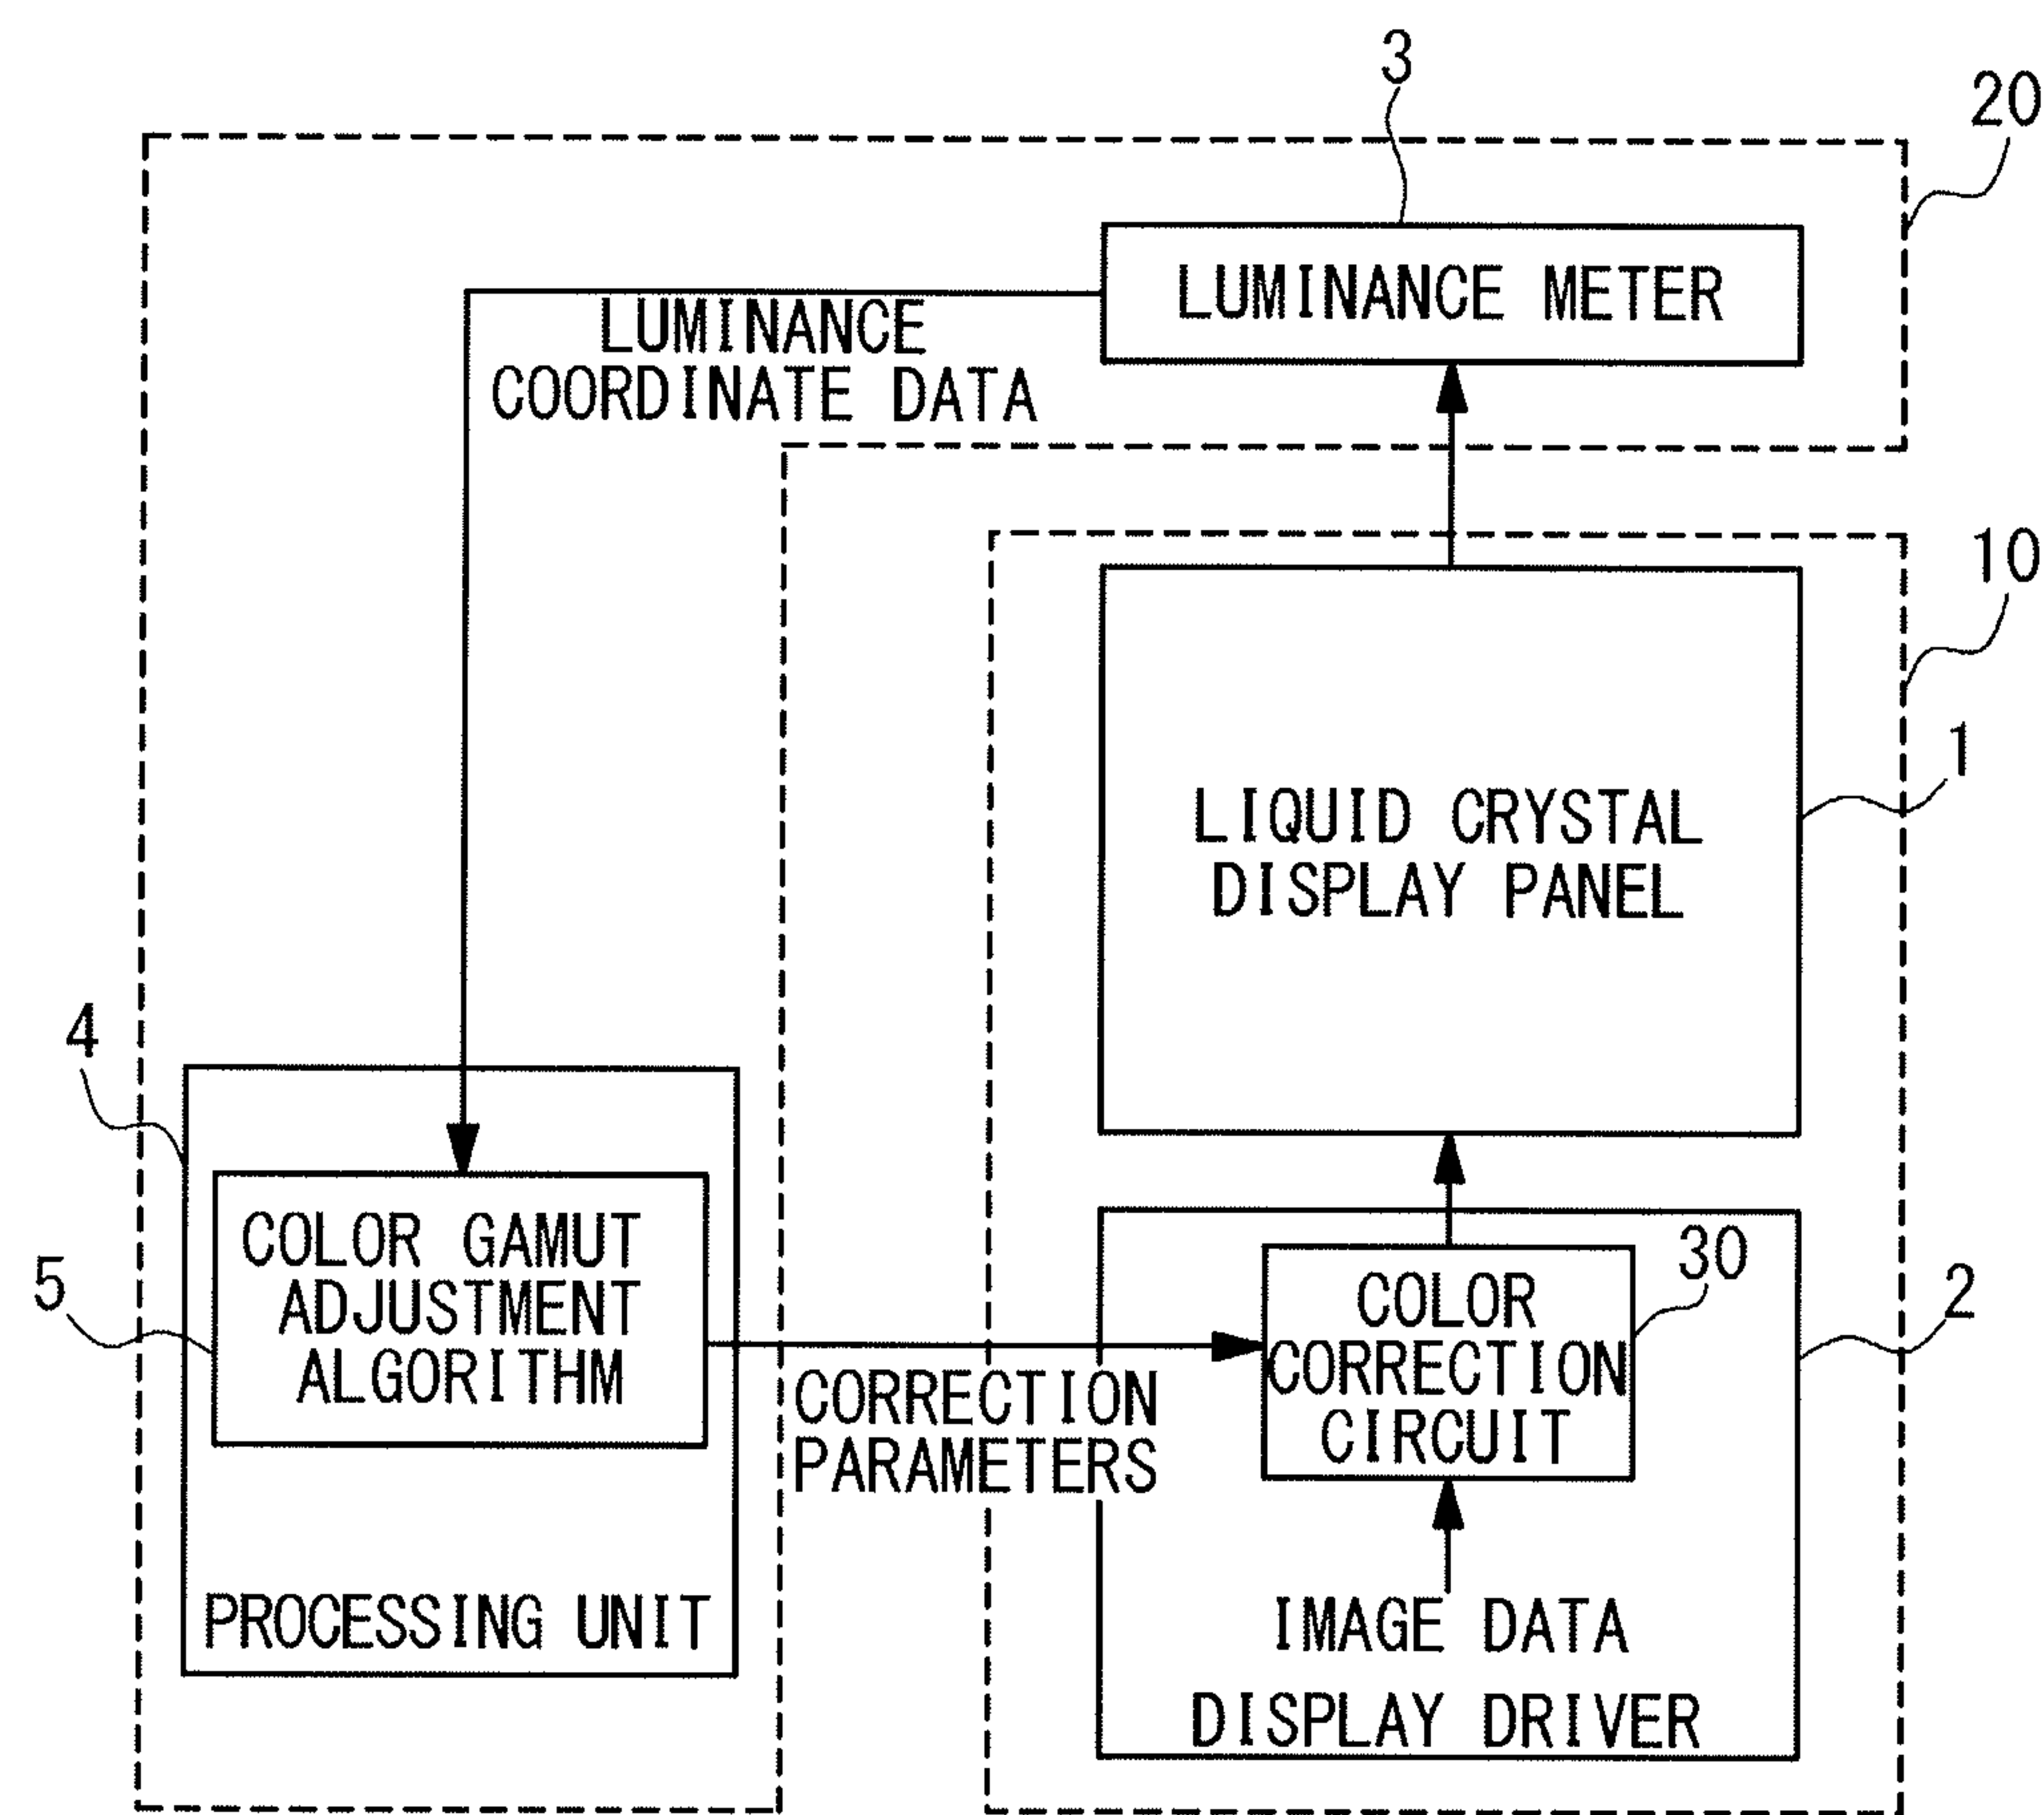 3
20
LUMINANCE METER
LUMINANCE
COORDINATE DATA
10
1
LIQUID CRYSTAL
DISPLAY PANEL
4
5
COLOR GAMUT
ADJUSTMENT
ALGORITHM
30
2
COLOR
CORRECTION
CIRCUIT
CORRECTION
PARAMETERS
PROCESSING UNIT
IMAGE DATA
DISPLAY DRIVER